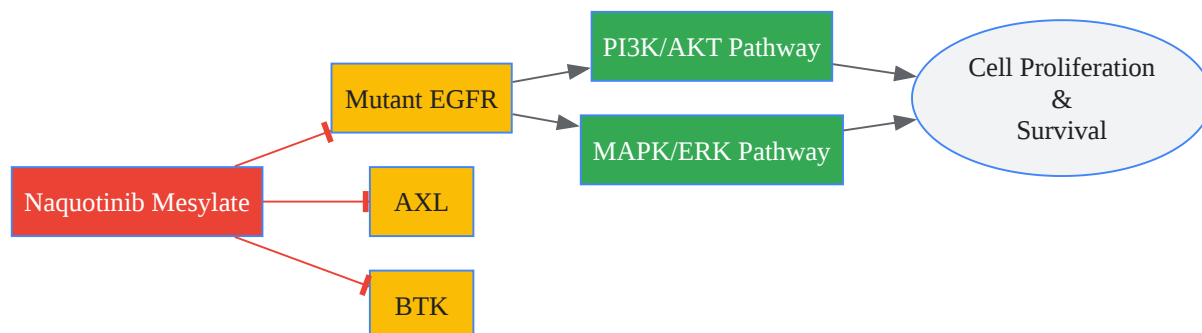 Naquotinib Mesylate
Mutant EGFR
AXL
BTK
PI3K/AKT Pathway
MAPK/ERK Pathway
Cell Proliferation
&
Survival